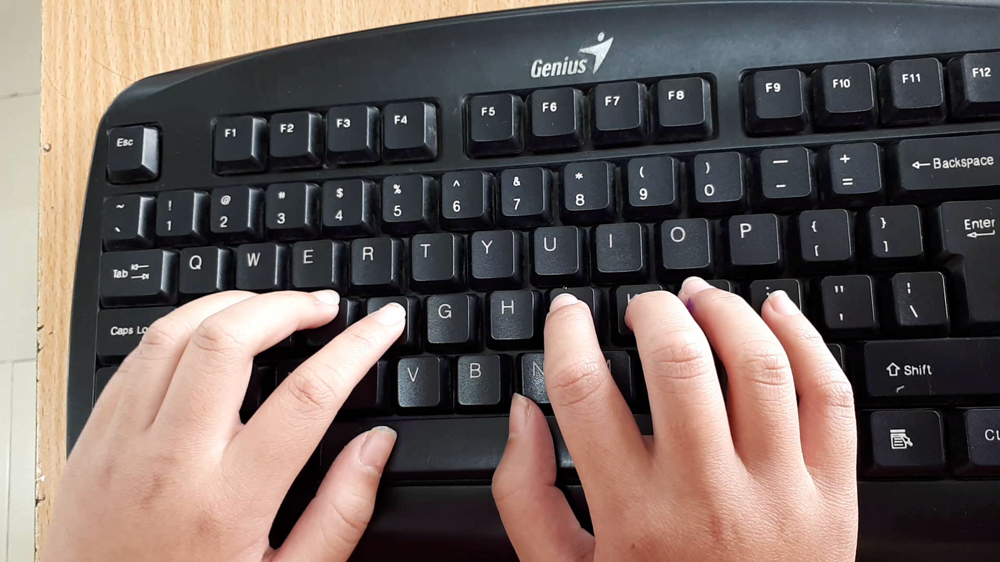 Genius
Esc F1 F2 F3 F4 F5 F6 F7 F8 F9 F10 F11 F12
~ ! @ # $ % ^ & * ( ) — +
` 1 2 3 4 5 6 7 8 9 0 - = ←Backspace
Tab Q W E R T Y U I O P { [ } ] Enter
G H : " ' ¦ \
V B N ⇧ Shift